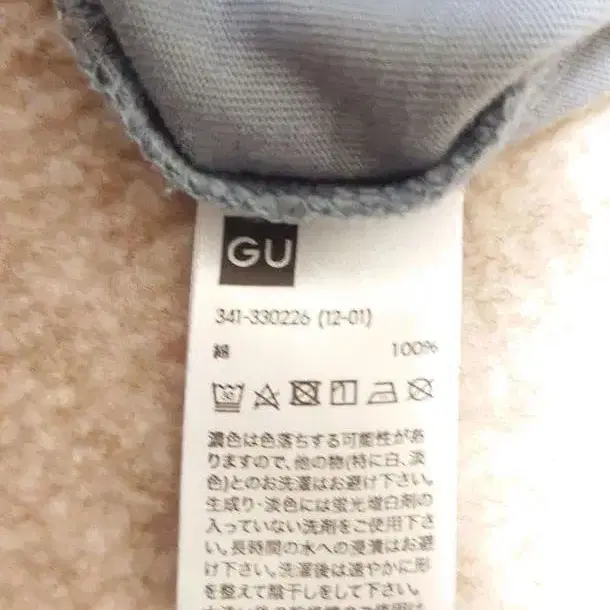 GU
341-330226 (12-01)
綿 100%
30
濃色は色落ちする可能性があ
りますので、他の物(特に白、淡
色)とのお洗濯はお避け下さい。
生成り・淡色には蛍光増白剤の
入っていない洗剤をご使用下さ
い。長時間の水への浸漬はお避
け下さい。洗濯後は速やかに形
を整えて陰干しをして下さい。